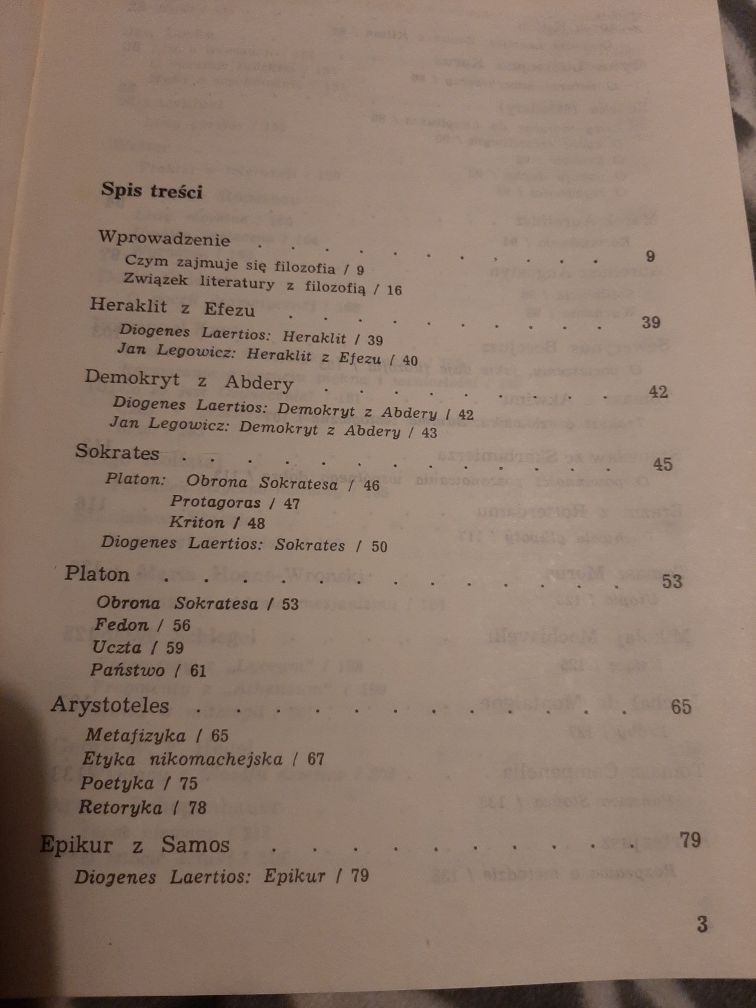 Spis treści
Wprowadzenie . . . . . . . . . . 9
Czym zajmuje się filozofia / 9
Związek literatury z filozofią / 16
Heraklit z Efezu . . . . . . . . . . 39
Diogenes Laertios: Heraklit / 39
Jan Legowicz: Heraklit z Efezu / 40
Demokryt z Abdery . . . . . . . . . 42
Diogenes Laertios: Demokryt z Abdery / 42
Jan Legowicz: Demokryt z Abdery / 43
Sokrates . . . . . . . . . . . . . 45
Platon: Obrona Sokratesa / 46
Protagoras / 47
Kriton / 48
Diogenes Laertios: Sokrates / 50
Platon . . . . . . . . . . . . . 53
Obrona Sokratesa / 53
Fedon / 56
Uczta / 59
Państwo / 61
Arystoteles . . . . . . . . . . . . 65
Metafizyka / 65
Etyka nikomachejska / 67
Poetyka / 75
Retoryka / 78
Epikur z Samos . . . . . . . . . . 79
Diogenes Laertios: Epikur / 79
3